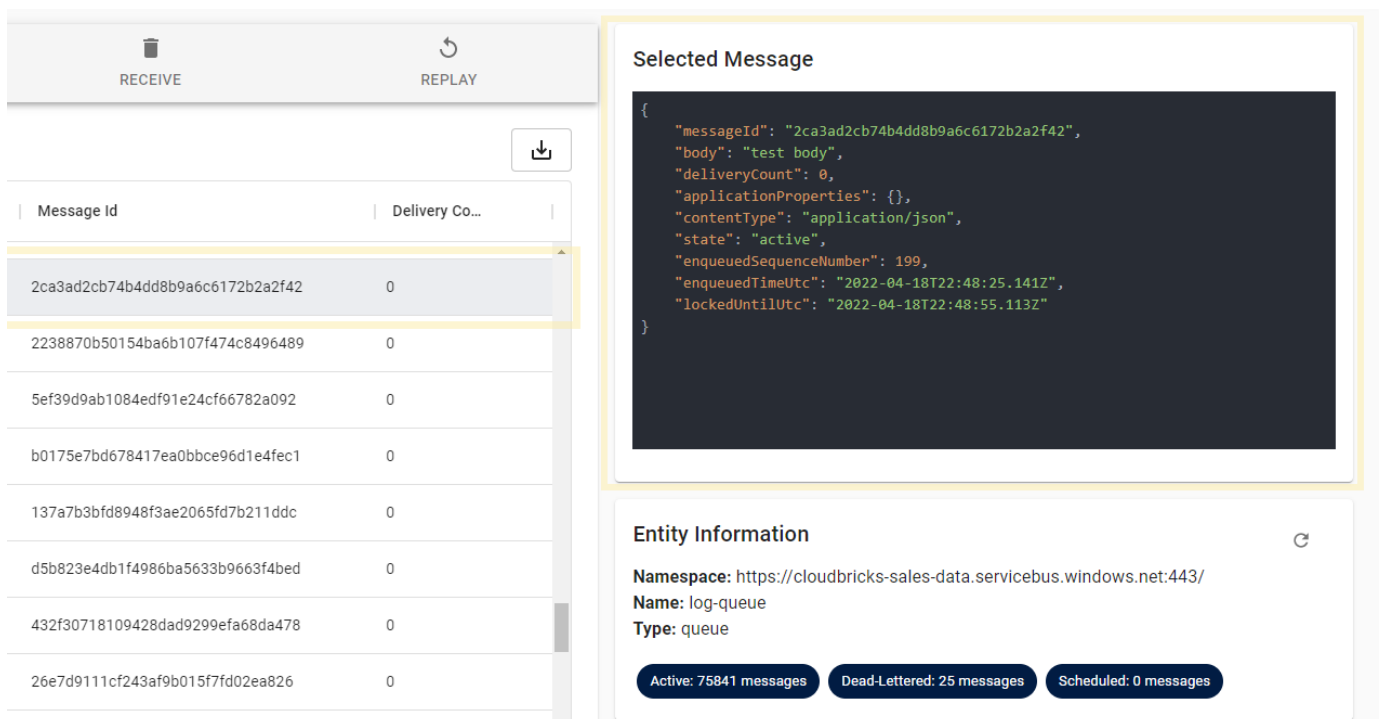 RECEIVE
REPLAY
Message Id
Delivery Co...
2ca3ad2cb74b4dd8b9a6c6172b2a2f42 0
2238870b50154ba6b107f474c8496489 0
5ef39d9ab1084edf91e24cf66782a092 0
b0175e7bd678417ea0bbce96d1e4fec1 0
137a7b3bfd8948f3ae2065fd7b211ddc 0
d5b823e4db1f4986ba5633b9663f4bed 0
432f30718109428dad9299efa68da478 0
26e7d9111cf243af9b015f7fd02ea826 0
Selected Message
{
    "messageId": "2ca3ad2cb74b4dd8b9a6c6172b2a2f42",
    "body": "test body",
    "deliveryCount": 0,
    "applicationProperties": {},
    "contentType": "application/json",
    "state": "active",
    "enqueuedSequenceNumber": 199,
    "enqueuedTimeUtc": "2022-04-18T22:48:25.141Z",
    "lockedUntilUtc": "2022-04-18T22:48:55.113Z"
}
Entity Information
Namespace: https://cloudbricks-sales-data.servicebus.windows.net:443/
Name: log-queue
Type: queue
Active: 75841 messages
Dead-Lettered: 25 messages
Scheduled: 0 messages